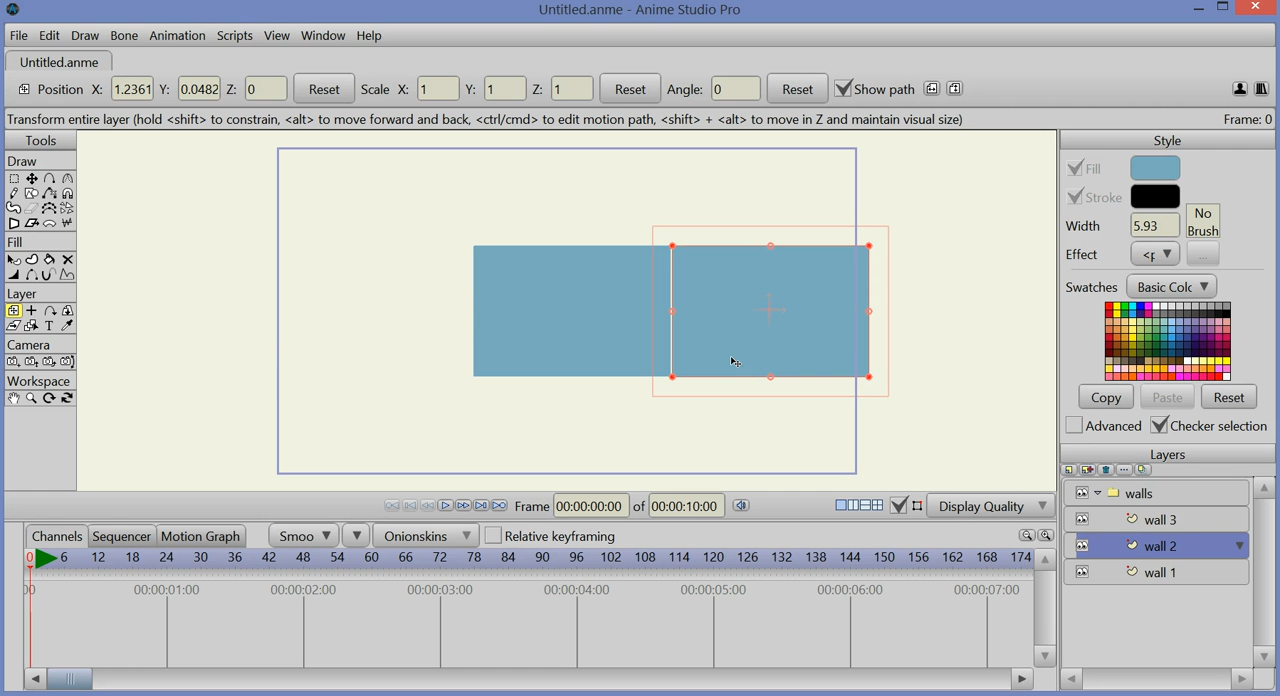 Untitled.anme - Anime Studio Pro
File Edit Draw Bone Animation Scripts View Window Help
Untitled.anme
Position X: 1.2361 Y: 0.0482 Z: 0 Reset Scale X: 1 Y: 1 Z: 1 Reset Angle: 0 Reset Show path
Transform entire layer (hold <shift> to constrain, <alt> to move forward and back, <ctrl/cmd> to edit motion path, <shift> + <alt> to move in Z and maintain visual size) Frame: 0
Tools
Draw
Fill
Layer
Camera
Workspace
Style
Fill
Stroke
Width 5.93 No Brush
Effect <p ...
Swatches Basic Colc
Copy Paste Reset
Advanced Checker selection
Layers
walls
wall 3
wall 2
wall 1
Frame 00:00:00:00 of 00:00:10:00 Display Quality
Channels Sequencer Motion Graph Smoo Onionskins Relative keyframing
0 6 12 18 24 30 36 42 48 54 60 66 72 78 84 90 96 102 108 114 120 126 132 138 144 150 156 162 168 174
00 00:00:01:00 00:00:02:00 00:00:03:00 00:00:04:00 00:00:05:00 00:00:06:00 00:00:07:00